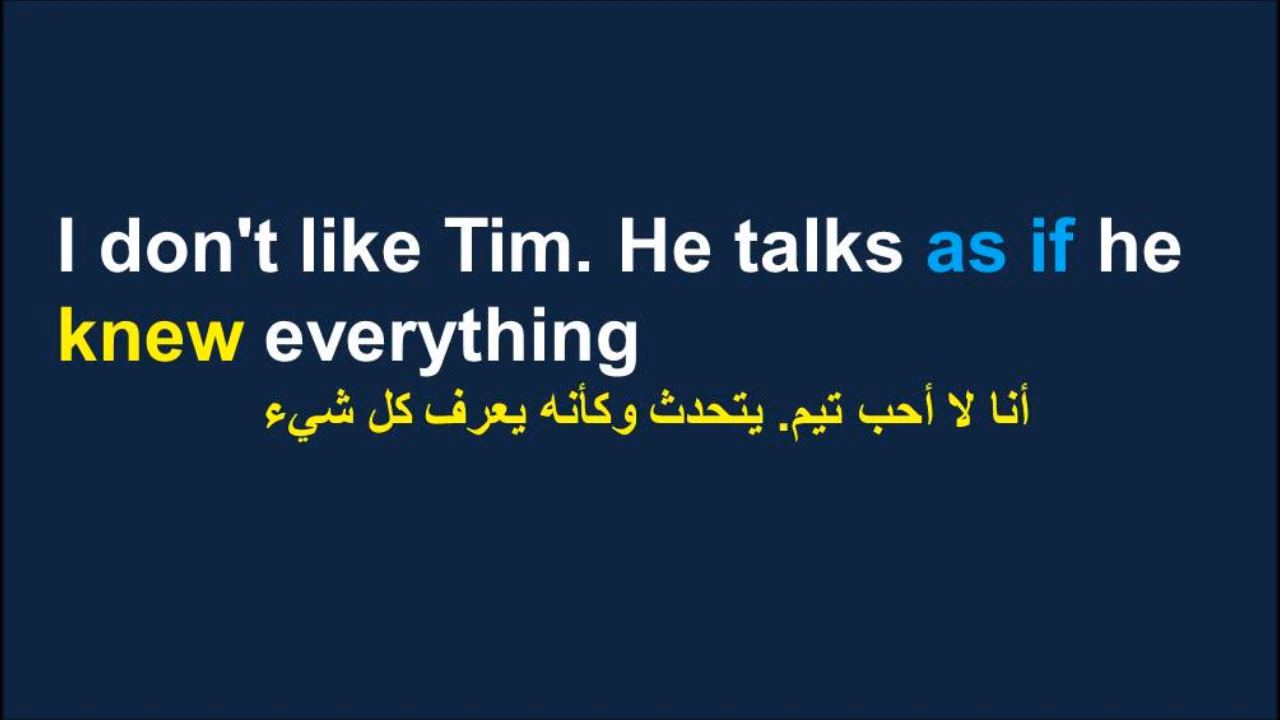 I don't like Tim. He talks as if he
knew everything
أنا لا أحب تيم. يتحدث وكأنه يعرف كل شيء